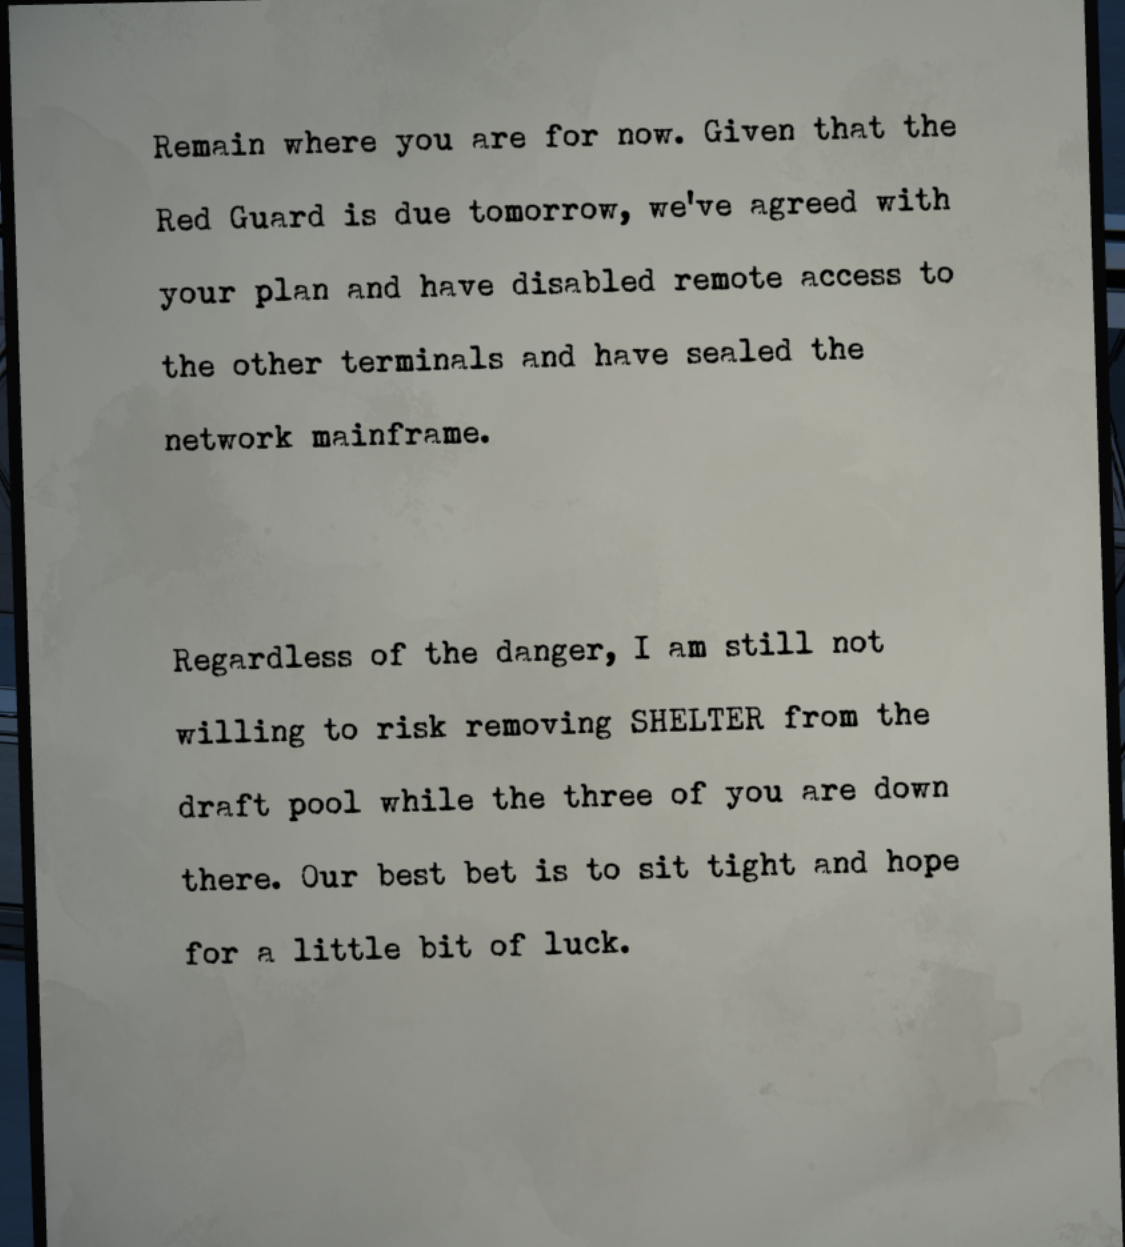 Remain where you are for now. Given that the
Red Guard is due tomorrow, we've agreed with
your plan and have disabled remote access to
the other terminals and have sealed the
network mainframe.
Regardless of the danger, I am still not
willing to risk removing SHELTER from the
draft pool while the three of you are down
there. Our best bet is to sit tight and hope
for a little bit of luck.